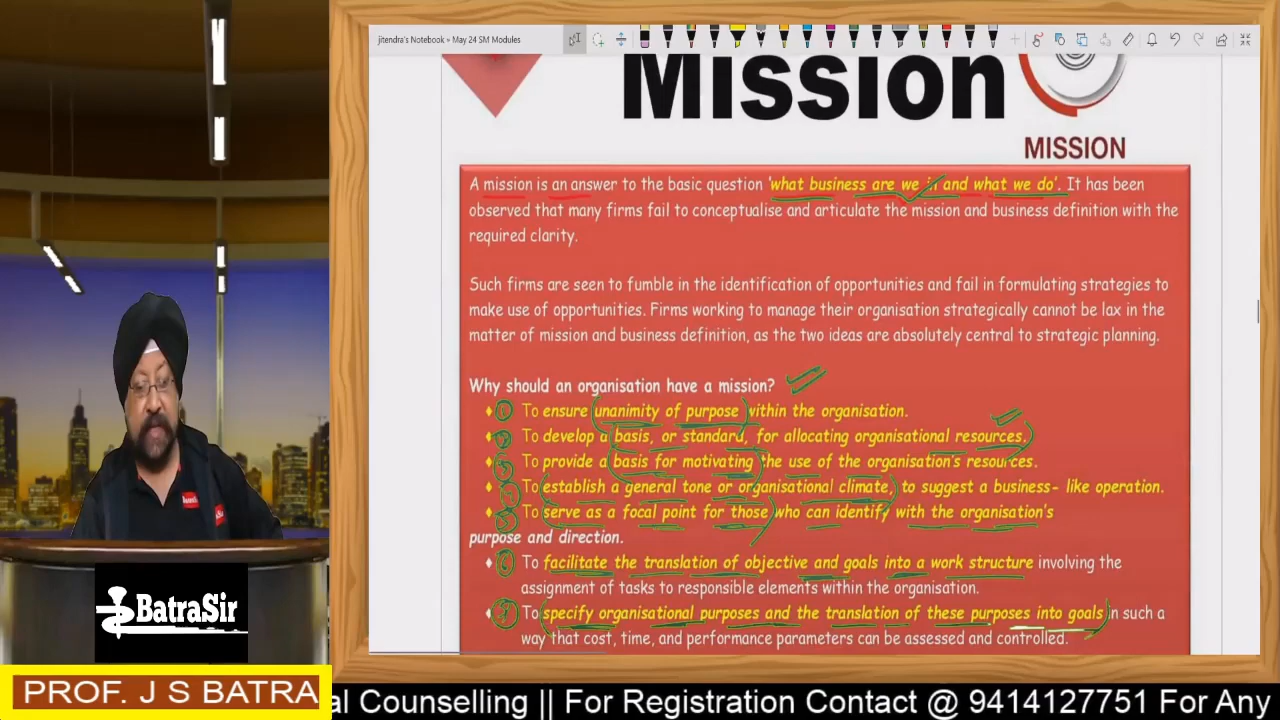 jitendra's Notebook » May 24 SM Modules
Mission
MISSION
A mission is an answer to the basic question 'what business are we in and what we do'. It has been
observed that many firms fail to conceptualise and articulate the mission and business definition with the
required clarity.
Such firms are seen to fumble in the identification of opportunities and fail in formulating strategies to
make use of opportunities. Firms working to manage their organisation strategically cannot be lax in the
matter of mission and business definition, as the two ideas are absolutely central to strategic planning.
Why should an organisation have a mission?
♦ ① To ensure unanimity of purpose within the organisation.
♦ To develop a basis, or standard, for allocating organisational resources.
♦ To provide a basis for motivating the use of the organisation's resources.
♦ To establish a general tone or organisational climate, to suggest a business- like operation.
♦ To serve as a focal point for those who can identify with the organisation's
purpose and direction.
♦ ⑥ To facilitate the translation of objective and goals into a work structure involving the
assignment of tasks to responsible elements within the organisation.
♦ ⑦ To specify organisational purposes and the translation of these purposes into goals in such a
way that cost, time, and performance parameters can be assessed and controlled.
BatraSir
PROF. J S BATRA
al Counselling || For Registration Contact @ 9414127751 For Any